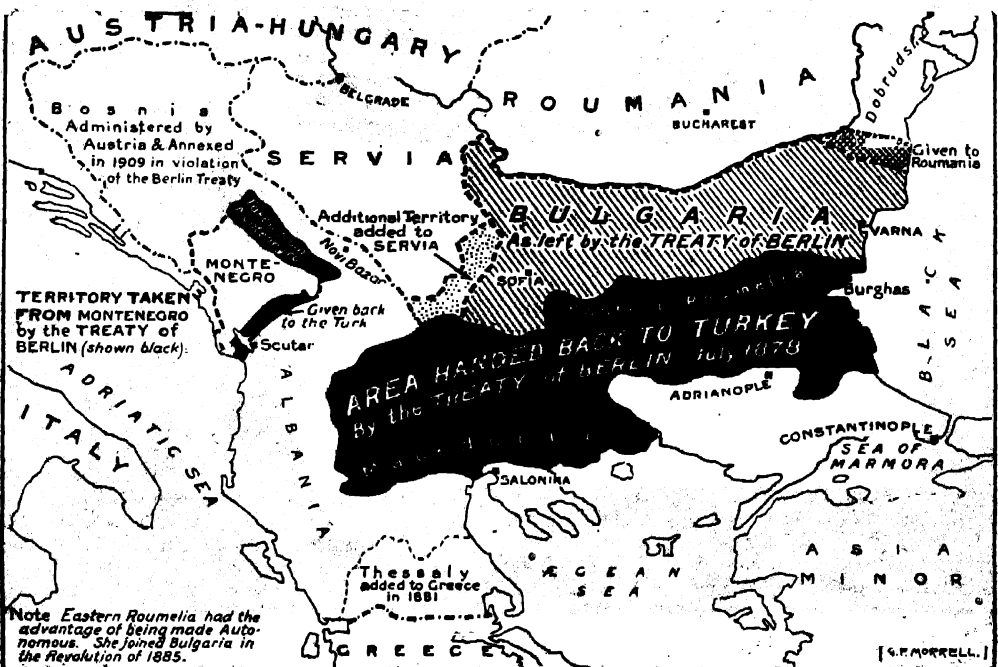 AUSTRIA-HUNGARY
Bosnia
Administered by
Austria & Annexed
in 1909 in violation
of the Berlin Treaty
BELGRADE
ROUMANIA
BUCHAREST
Dobrudsha
Given to
Roumania
SERVIA
Additional Territory
added to
SERVIA
BULGARIA
As left by the TREATY of BERLIN
VARNA
SOFIA
Novi Bazar
MONTE-
NEGRO
TERRITORY TAKEN
FROM MONTENEGRO
by the TREATY of
BERLIN (shown black).
Given back
to the Turk
Scutar
Burghas
BLACK
SEA
AREA HANDED BACK TO TURKEY
By the TREATY of BERLIN July 1878
ADRIANOPLE
CONSTANTINOPLE
SEA OF
MARMORA
ADRIATIC SEA
ITALY
ALBANIA
SALONIKA
ÆGEAN
SEA
ASIA
MINOR
Thessaly
added to Greece
in 1881
GREECE
Note Eastern Roumelia had the
advantage of being made Auto-
nomous. She joined Bulgaria in
the Revolution of 1885.
[G.F. MORRELL.]